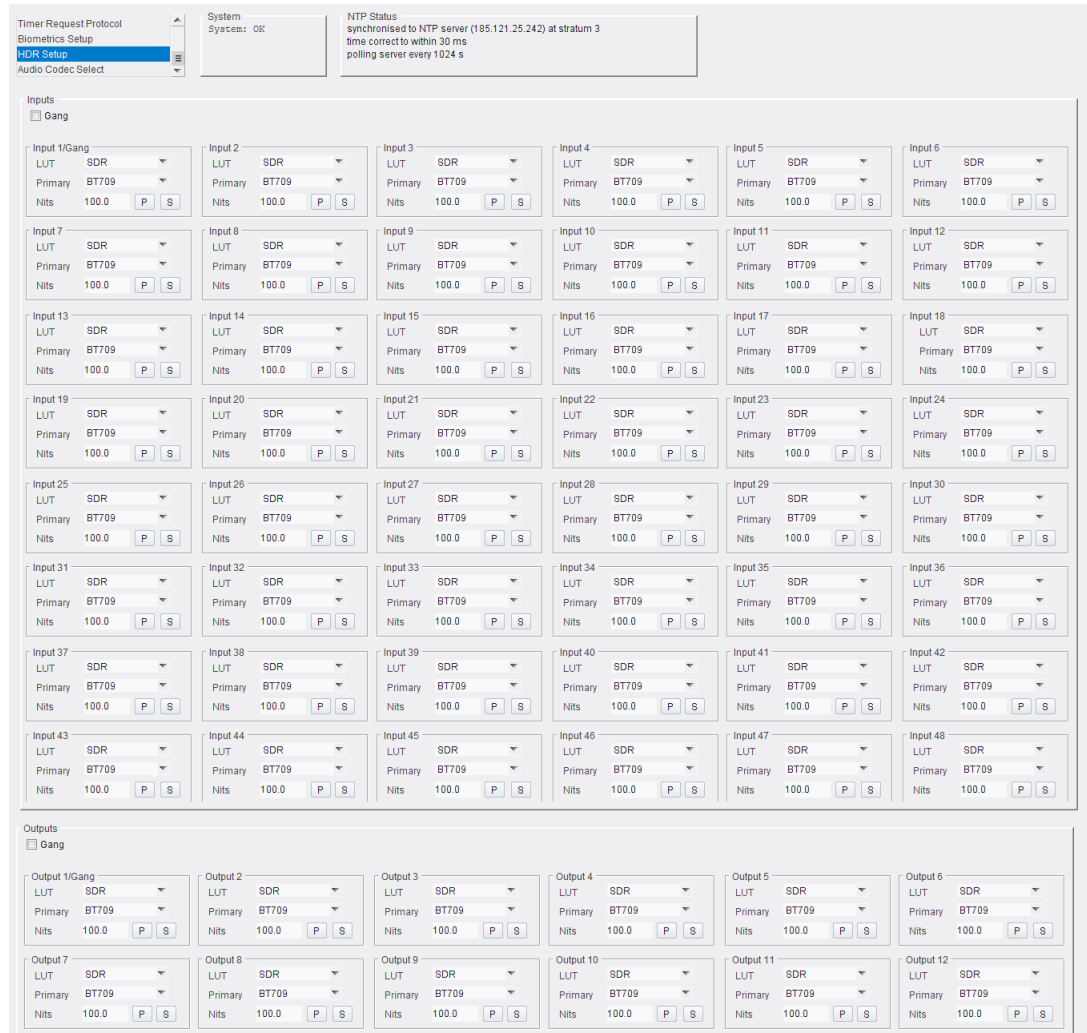 Timer Request Protocol
Biometrics Setup
HDR Setup
Audio Codec Select
System
System: OK
NTP Status
synchronised to NTP server (185.121.25.242) at stratum 3
time correct to within 30 ms
polling server every 1024 s
Inputs
Gang
Input 1/Gang Input 2 Input 3 Input 4 Input 5 Input 6
LUT SDR LUT SDR LUT SDR LUT SDR LUT SDR LUT SDR
Primary BT709 Primary BT709 Primary BT709 Primary BT709 Primary BT709 Primary BT709
Nits 100.0 P S Nits 100.0 P S Nits 100.0 P S Nits 100.0 P S Nits 100.0 P S Nits 100.0 P S
Input 7 Input 8 Input 9 Input 10 Input 11 Input 12
LUT SDR LUT SDR LUT SDR LUT SDR LUT SDR LUT SDR
Primary BT709 Primary BT709 Primary BT709 Primary BT709 Primary BT709 Primary BT709
Nits 100.0 P S Nits 100.0 P S Nits 100.0 P S Nits 100.0 P S Nits 100.0 P S Nits 100.0 P S
Input 13 Input 14 Input 15 Input 16 Input 17 Input 18
LUT SDR LUT SDR LUT SDR LUT SDR LUT SDR LUT SDR
Primary BT709 Primary BT709 Primary BT709 Primary BT709 Primary BT709 Primary BT709
Nits 100.0 P S Nits 100.0 P S Nits 100.0 P S Nits 100.0 P S Nits 100.0 P S Nits 100.0 P S
Input 19 Input 20 Input 21 Input 22 Input 23 Input 24
LUT SDR LUT SDR LUT SDR LUT SDR LUT SDR LUT SDR
Primary BT709 Primary BT709 Primary BT709 Primary BT709 Primary BT709 Primary BT709
Nits 100.0 P S Nits 100.0 P S Nits 100.0 P S Nits 100.0 P S Nits 100.0 P S Nits 100.0 P S
Input 25 Input 26 Input 27 Input 28 Input 29 Input 30
LUT SDR LUT SDR LUT SDR LUT SDR LUT SDR LUT SDR
Primary BT709 Primary BT709 Primary BT709 Primary BT709 Primary BT709 Primary BT709
Nits 100.0 P S Nits 100.0 P S Nits 100.0 P S Nits 100.0 P S Nits 100.0 P S Nits 100.0 P S
Input 31 Input 32 Input 33 Input 34 Input 35 Input 36
LUT SDR LUT SDR LUT SDR LUT SDR LUT SDR LUT SDR
Primary BT709 Primary BT709 Primary BT709 Primary BT709 Primary BT709 Primary BT709
Nits 100.0 P S Nits 100.0 P S Nits 100.0 P S Nits 100.0 P S Nits 100.0 P S Nits 100.0 P S
Input 37 Input 38 Input 39 Input 40 Input 41 Input 42
LUT SDR LUT SDR LUT SDR LUT SDR LUT SDR LUT SDR
Primary BT709 Primary BT709 Primary BT709 Primary BT709 Primary BT709 Primary BT709
Nits 100.0 P S Nits 100.0 P S Nits 100.0 P S Nits 100.0 P S Nits 100.0 P S Nits 100.0 P S
Input 43 Input 44 Input 45 Input 46 Input 47 Input 48
LUT SDR LUT SDR LUT SDR LUT SDR LUT SDR LUT SDR
Primary BT709 Primary BT709 Primary BT709 Primary BT709 Primary BT709 Primary BT709
Nits 100.0 P S Nits 100.0 P S Nits 100.0 P S Nits 100.0 P S Nits 100.0 P S Nits 100.0 P S
Outputs
Gang
Output 1/Gang Output 2 Output 3 Output 4 Output 5 Output 6
LUT SDR LUT SDR LUT SDR LUT SDR LUT SDR LUT SDR
Primary BT709 Primary BT709 Primary BT709 Primary BT709 Primary BT709 Primary BT709
Nits 100.0 P S Nits 100.0 P S Nits 100.0 P S Nits 100.0 P S Nits 100.0 P S Nits 100.0 P S
Output 7 Output 8 Output 9 Output 10 Output 11 Output 12
LUT SDR LUT SDR LUT SDR LUT SDR LUT SDR LUT SDR
Primary BT709 Primary BT709 Primary BT709 Primary BT709 Primary BT709 Primary BT709
Nits 100.0 P S Nits 100.0 P S Nits 100.0 P S Nits 100.0 P S Nits 100.0 P S Nits 100.0 P S